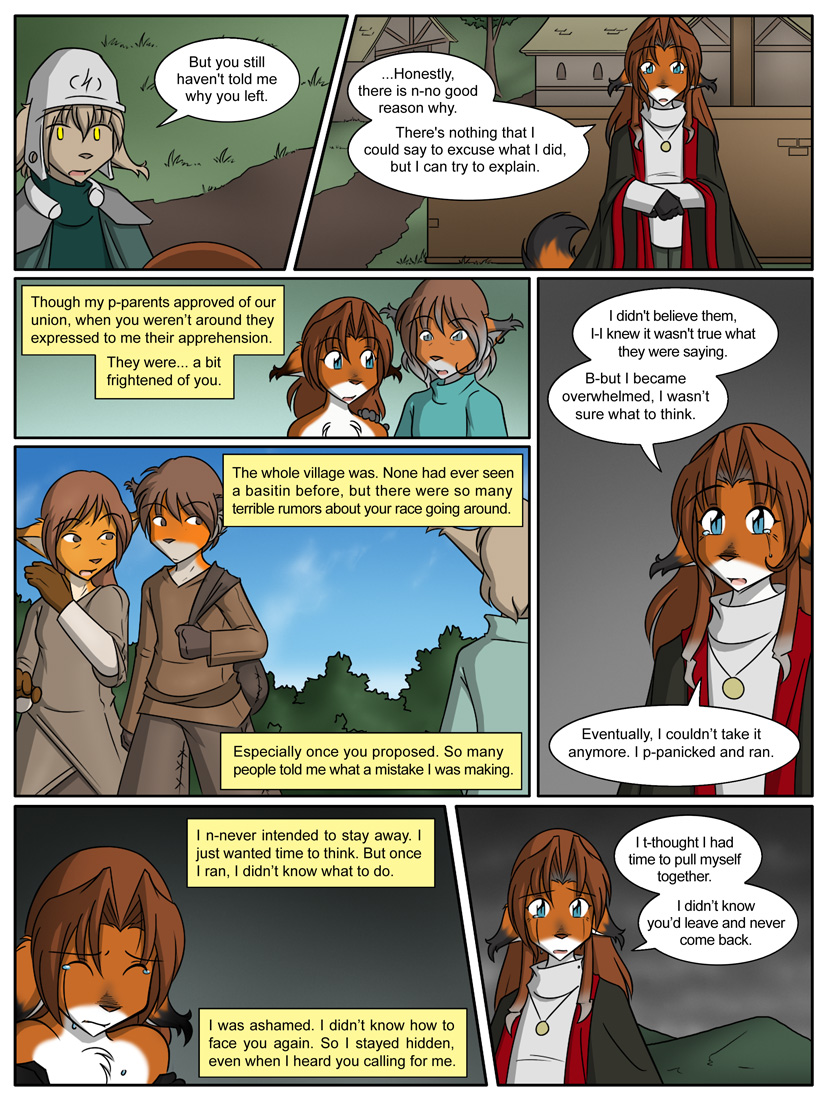 But you still
haven't told me
why you left.
...Honestly,
there is n-no good
reason why.
There's nothing that I
could say to excuse what I did,
but I can try to explain.
Though my p-parents approved of our
union, when you weren't around they
expressed to me their apprehension.
They were... a bit
frightened of you.
I didn't believe them,
I-I knew it wasn't true what
they were saying.
B-but I became
overwhelmed, I wasn't
sure what to think.
The whole village was. None had ever seen
a basitin before, but there were so many
terrible rumors about your race going around.
Especially once you proposed. So many
people told me what a mistake I was making.
Eventually, I couldn't take it
anymore. I p-panicked and ran.
I n-never intended to stay away. I
just wanted time to think. But once
I ran, I didn't know what to do.
I was ashamed. I didn't know how to
face you again. So I stayed hidden,
even when I heard you calling for me.
I t-thought I had
time to pull myself
together.
I didn't know
you'd leave and never
come back.